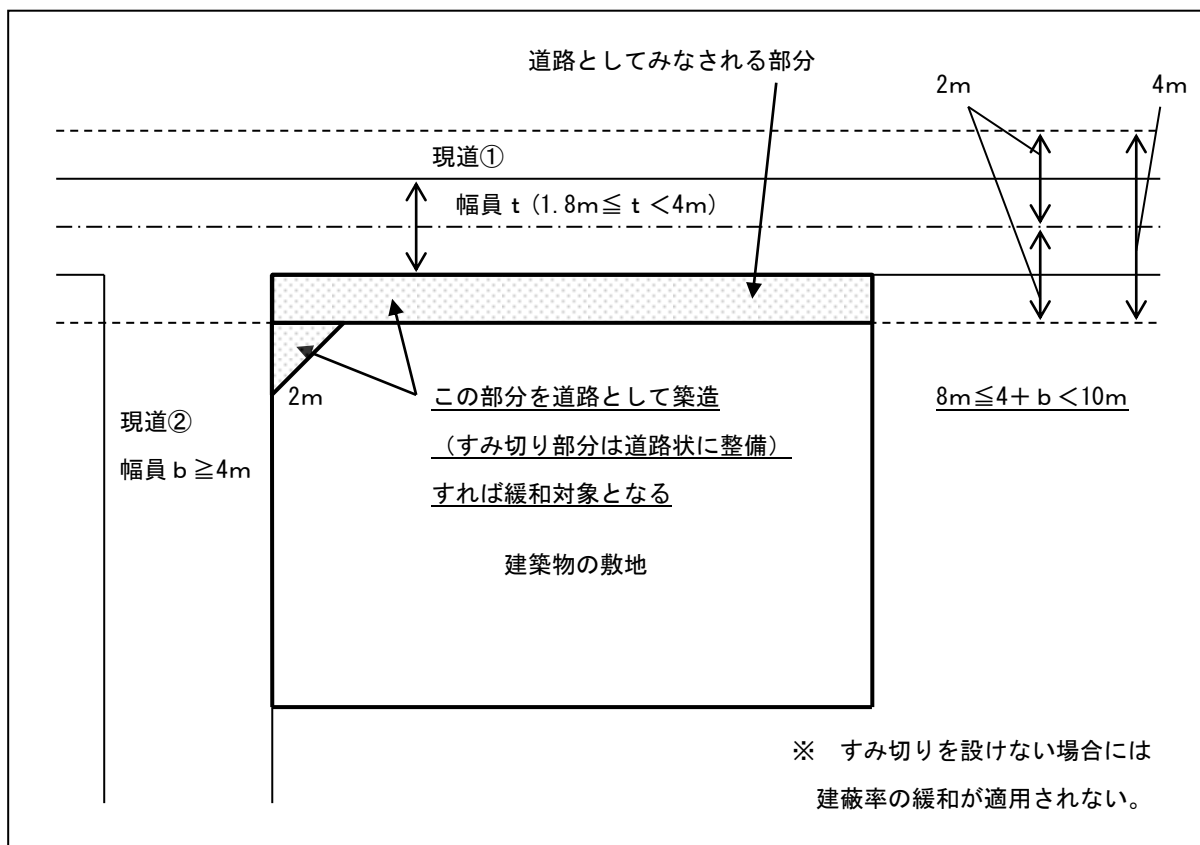 道路としてみなされる部分
2m
4m
現道①
幅員t(1.8m≦t<4m)
2m
この部分を道路として築造
(すみ切り部分は道路状に整備)
すれば緩和対象となる
8m≦4+b<10m
現道②
幅員b≧4m
建築物の敷地
※ すみ切りを設けない場合には
建蔽率の緩和が適用されない。